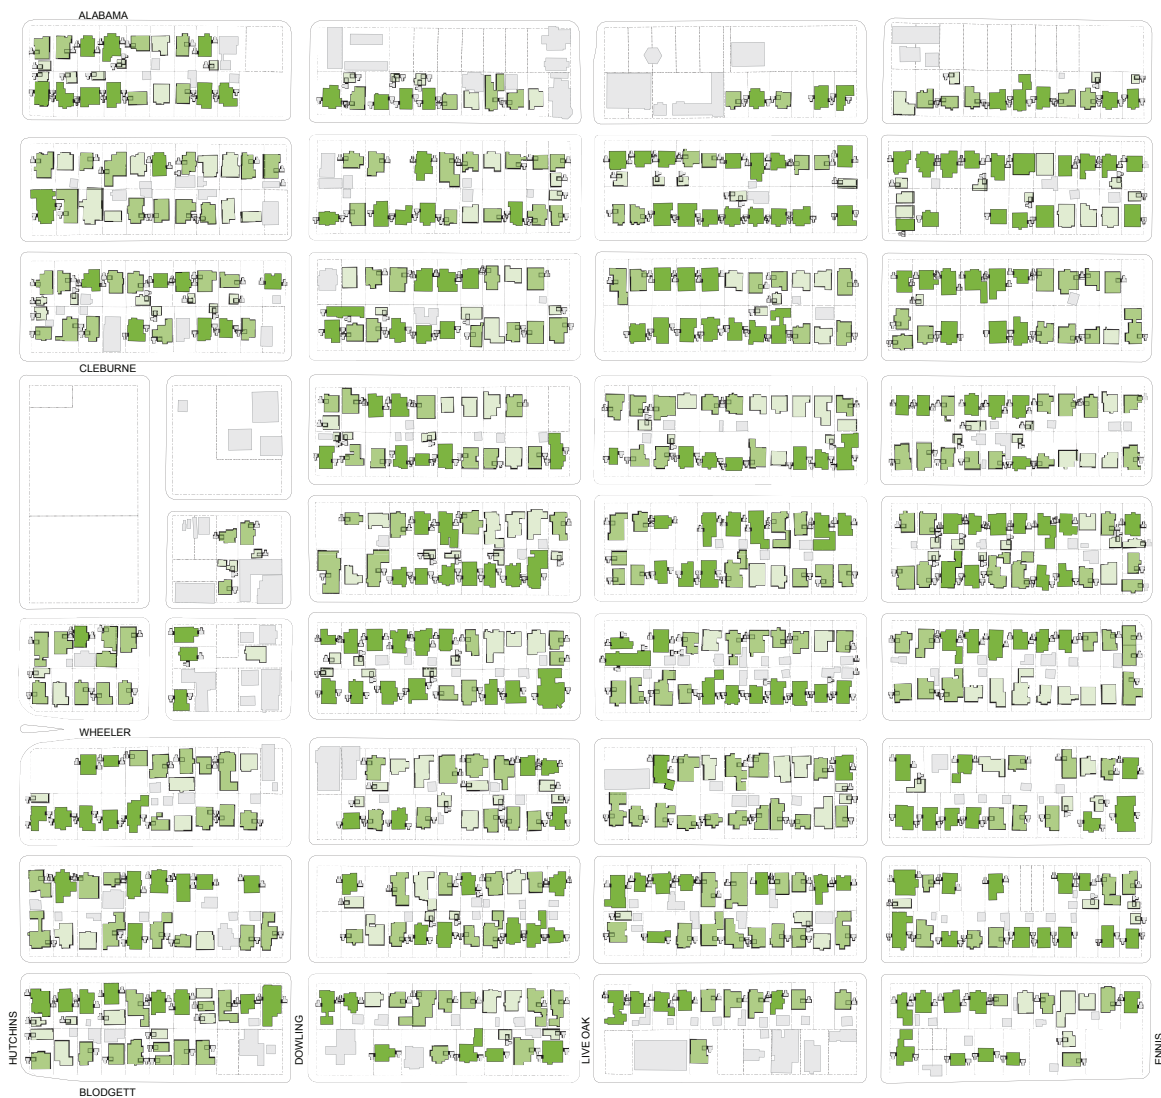 ALABAMA
CLEBURNE
WHEELER
HUTCHINS
DOWLING
LIVE OAK
ENNIS
BLODGETT